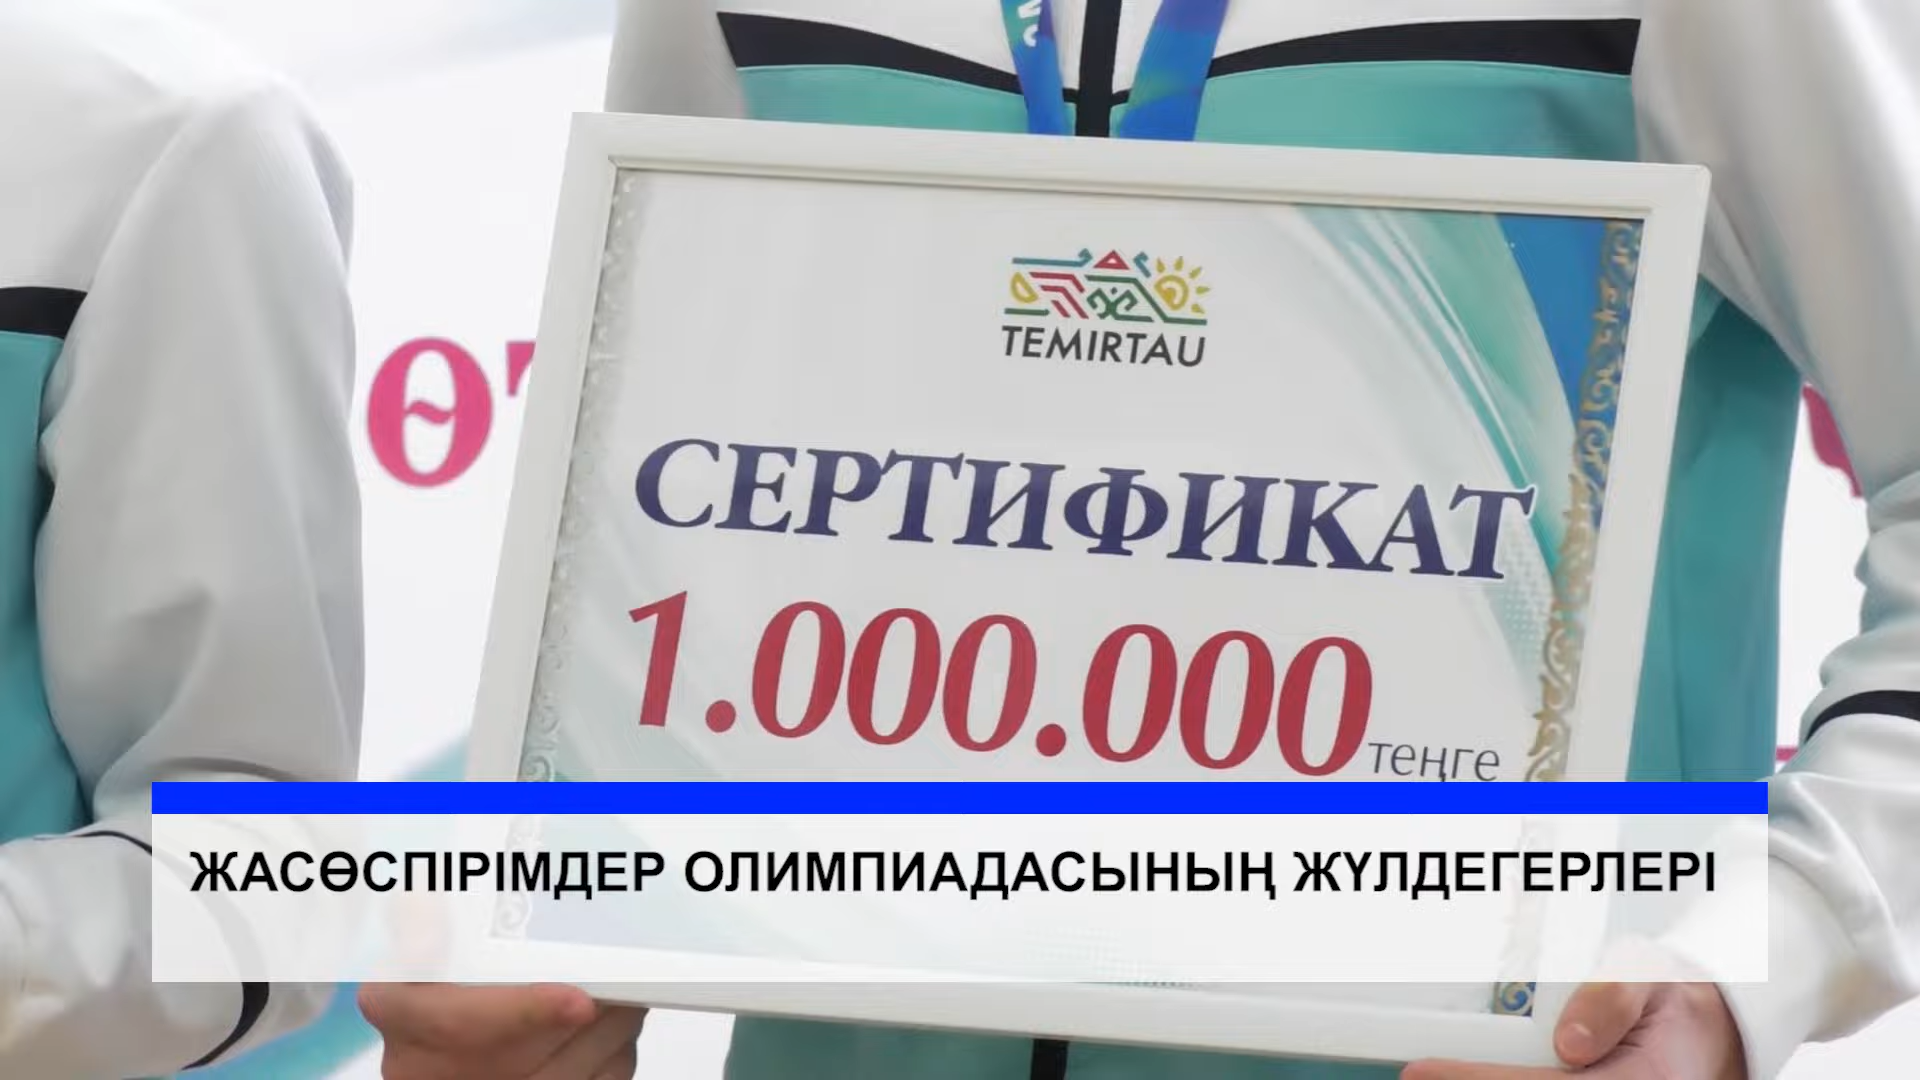 TEMIRTAU
СЕРТИФИКАТ
1.000.000 теңге
ЖАСӨСПІРІМДЕР ОЛИМПИАДАСЫНЫҢ ЖҮЛДЕГЕРЛЕРІ